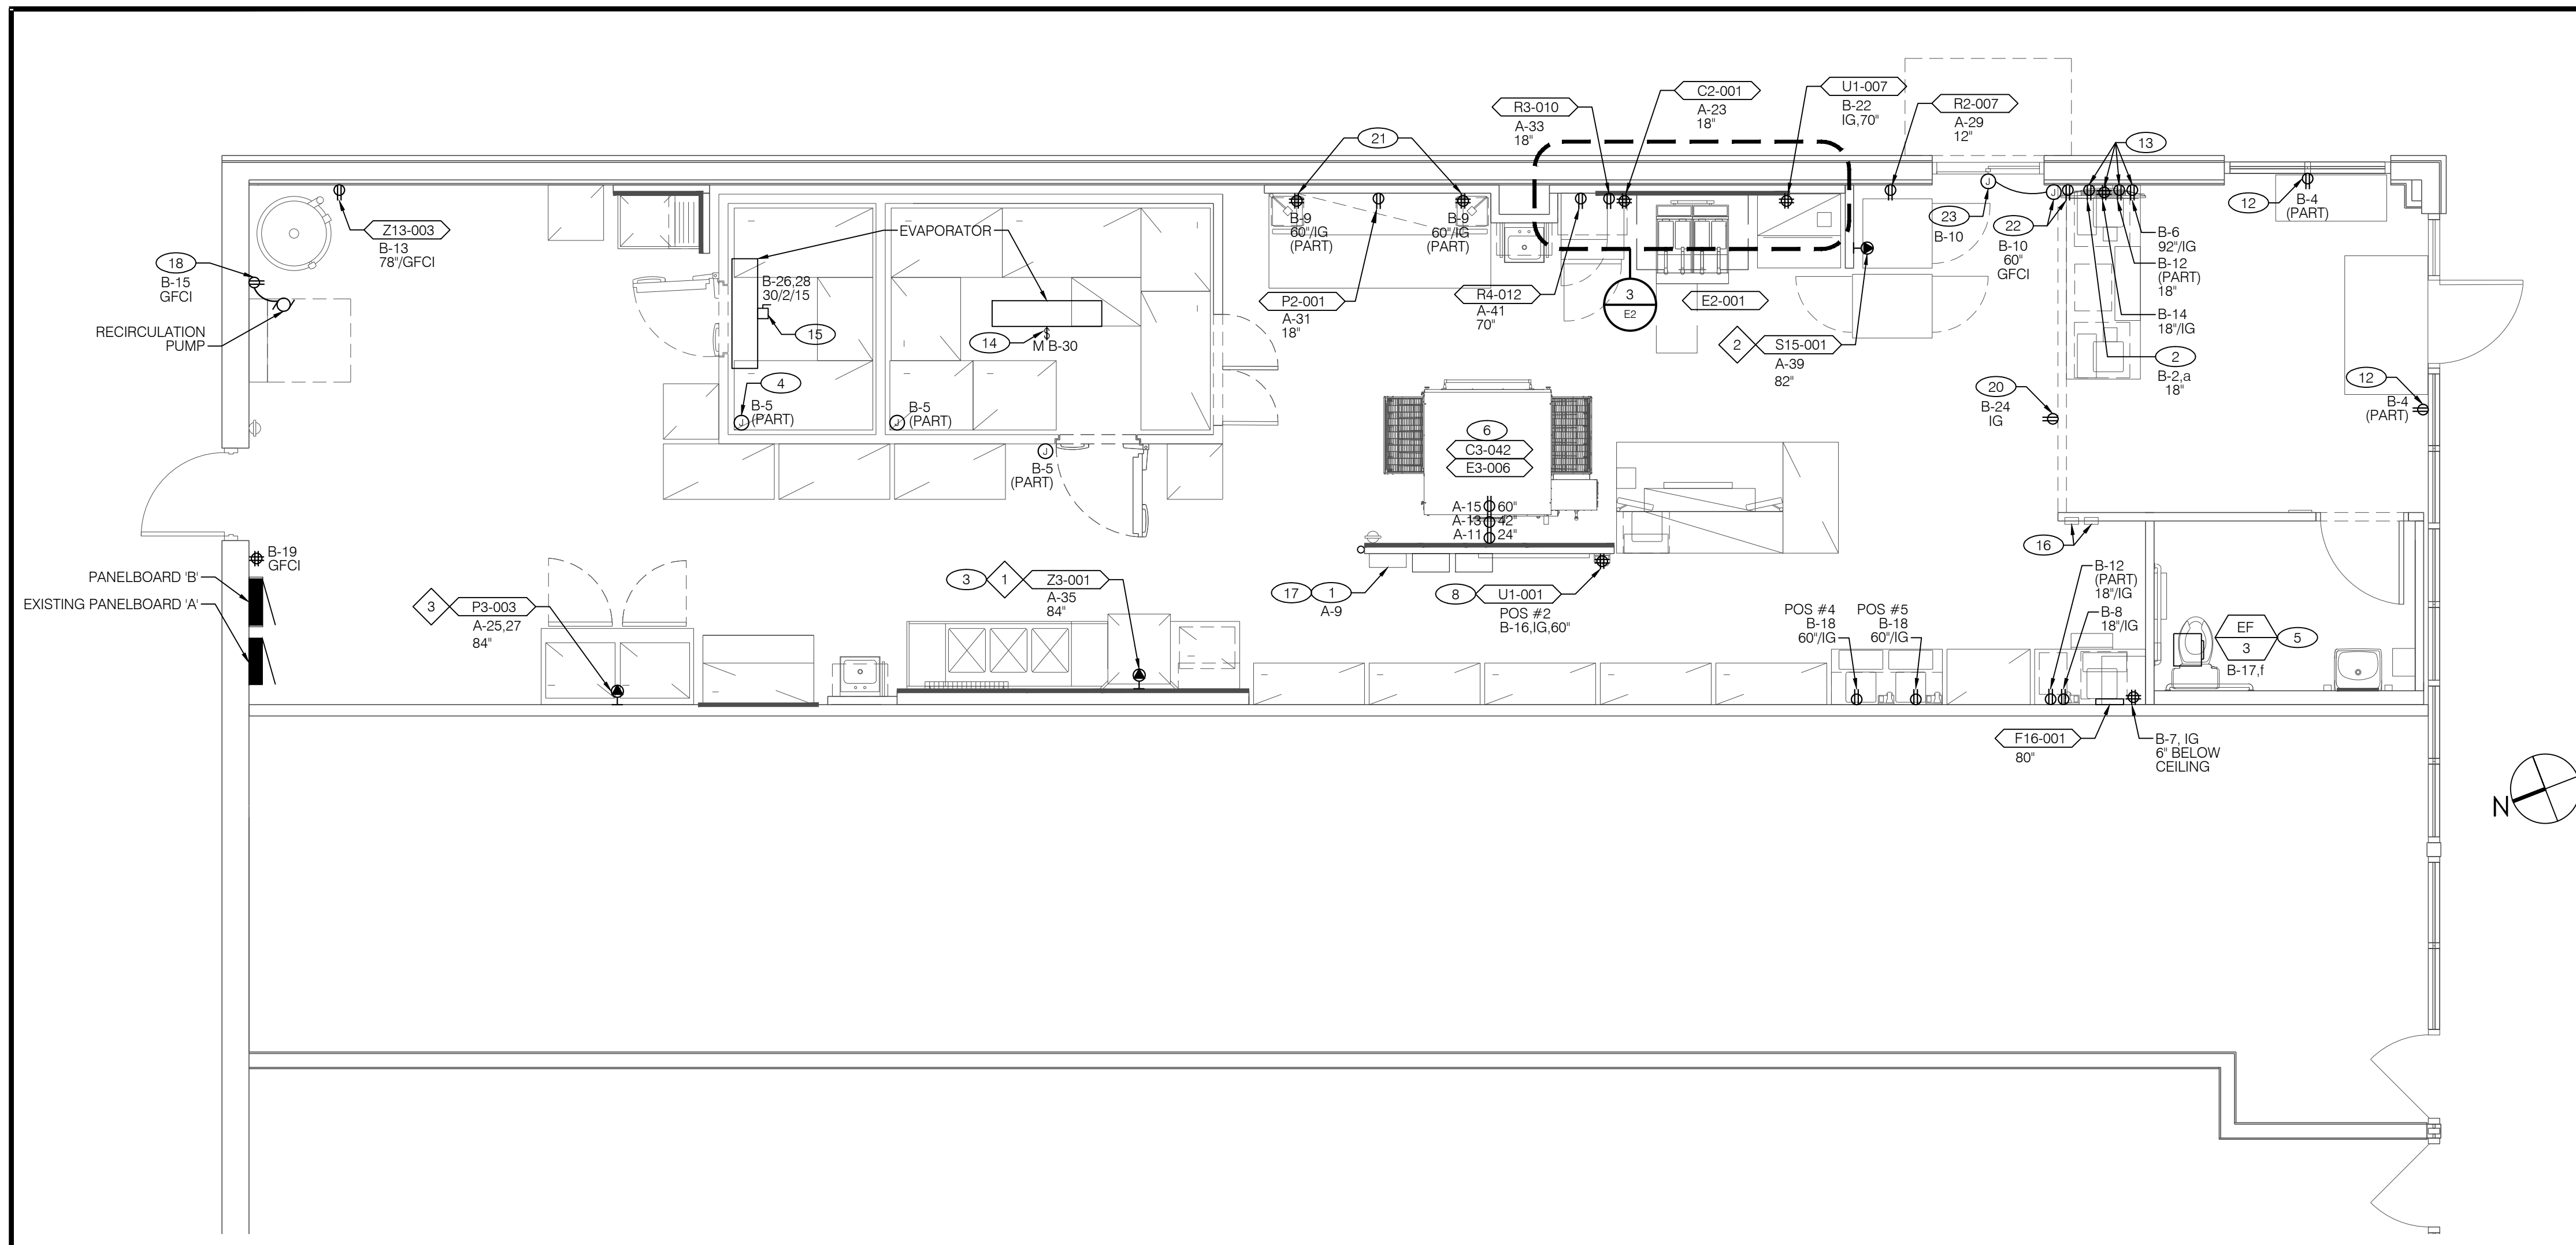 C2-001
A-23
18"
U1-007
B-22
IG,70"
R3-010
A-33
18"
R2-007
A-29
12"
21
13
Z13-003
B-13
78"/GFCI
18
B-15
GFCI
RECIRCULATION
PUMP
EVAPORATOR
B-26,28
30/2/15
15
14
M B-30
$
4
J
B-5
(PART)
J
B-5
(PART)
J
B-5
(PART)
B-9
60"/IG
(PART)
B-9
60"/IG
(PART)
P2-001
A-31
18"
R4-012
A-41
70"
3
E2
E2-001
2
S15-001
A-39
82"
J
23
B-10
J
22
B-10
60"
GFCI
B-6
92"/IG
B-12
(PART)
18"
B-14
18"/IG
2
B-2,a
18"
12
B-4
(PART)
12
B-4
(PART)
20
B-24
IG
6
C3-042
E3-006
A-15 60"
A-13 42"
A-11 24"
16
B-19
GFCI
PANELBOARD 'B'
EXISTING PANELBOARD 'A'
3
P3-003
A-25,27
84"
3
1
Z3-001
A-35
84"
17
1
A-9
8
U1-001
POS #2
B-16,IG,60"
POS #4
B-18
60"/IG
POS #5
B-18
60"/IG
B-12
(PART)
18"/IG
B-8
18"/IG
EF
3
5
B-17,f
F16-001
80"
B-7, IG
6" BELOW
CEILING
N